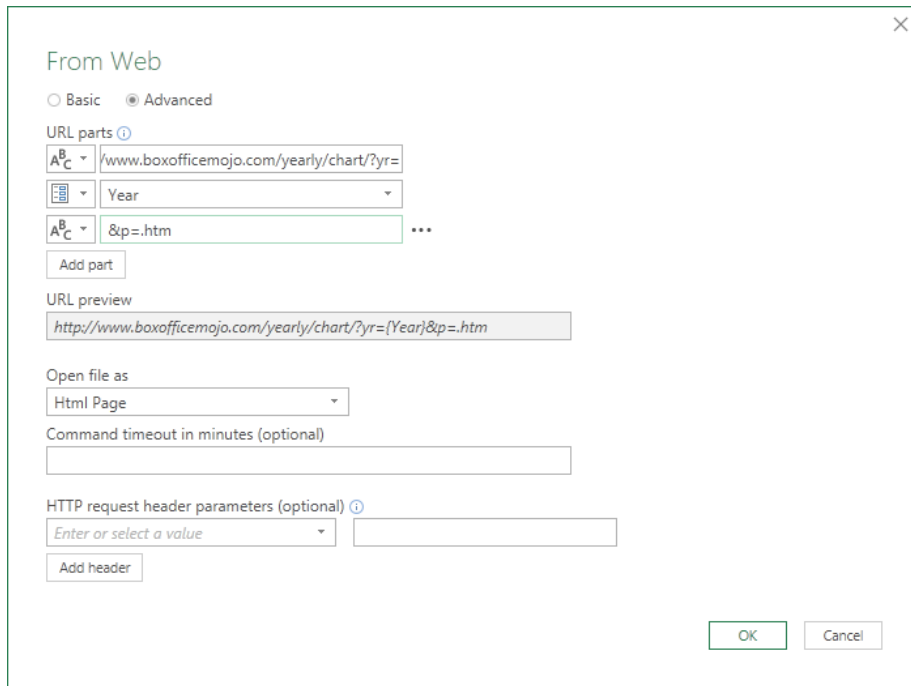 From Web
Basic Advanced
URL parts
ABC /www.boxofficemojo.com/yearly/chart/?yr=
Year
ABC &p=.htm •••
Add part
URL preview
http://www.boxofficemojo.com/yearly/chart/?yr={Year}&p=.htm
Open file as
Html Page
Command timeout in minutes (optional)
HTTP request header parameters (optional)
Enter or select a value
Add header
OK Cancel